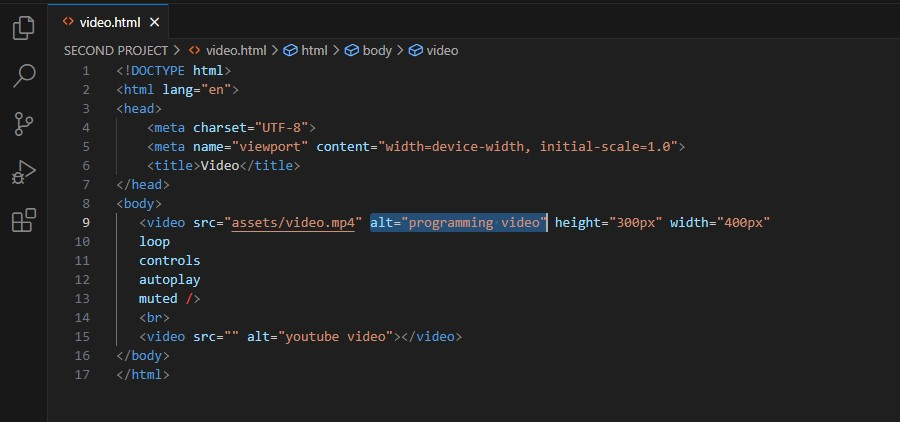 video.html
SECOND PROJECT > video.html > html > body > video
1 <!DOCTYPE html>
2 <html lang="en">
3 <head>
4     <meta charset="UTF-8">
5     <meta name="viewport" content="width=device-width, initial-scale=1.0">
6     <title>Video</title>
7 </head>
8 <body>
9    <video src="assets/video.mp4" alt="programming video" height="300px" width="400px"
10    loop
11    controls
12    autoplay
13    muted />
14    <br>
15    <video src="" alt="youtube video"></video>
16 </body>
17 </html>